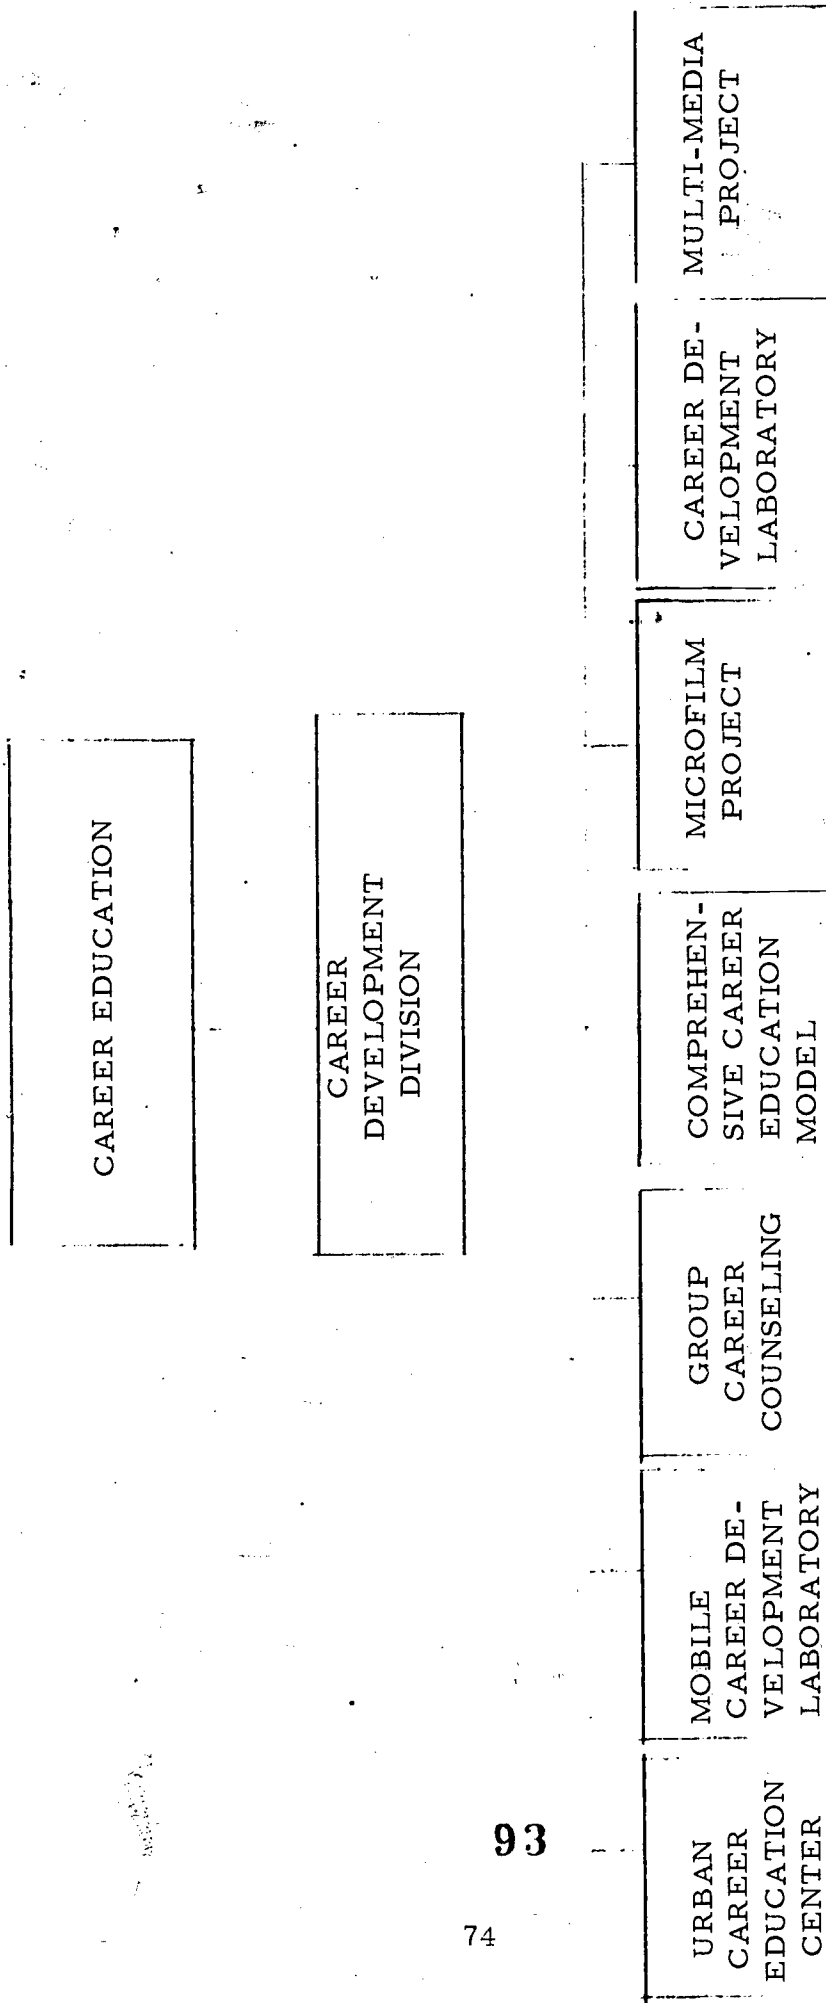 CAREER EDUCATION
CAREER
DEVELOPMENT
DIVISION
URBAN
CAREER
EDUCATION
CENTER
MOBILE
CAREER DE-
VELOPMENT
LABORATORY
GROUP
CAREER
COUNSELING
COMPREHEN-
SIVE CAREER
EDUCATION
MODEL
MICROFILM
PROJECT
CAREER DE-
VELOPMENT
LABORATORY
MULTI-MEDIA
PROJECT
93
74